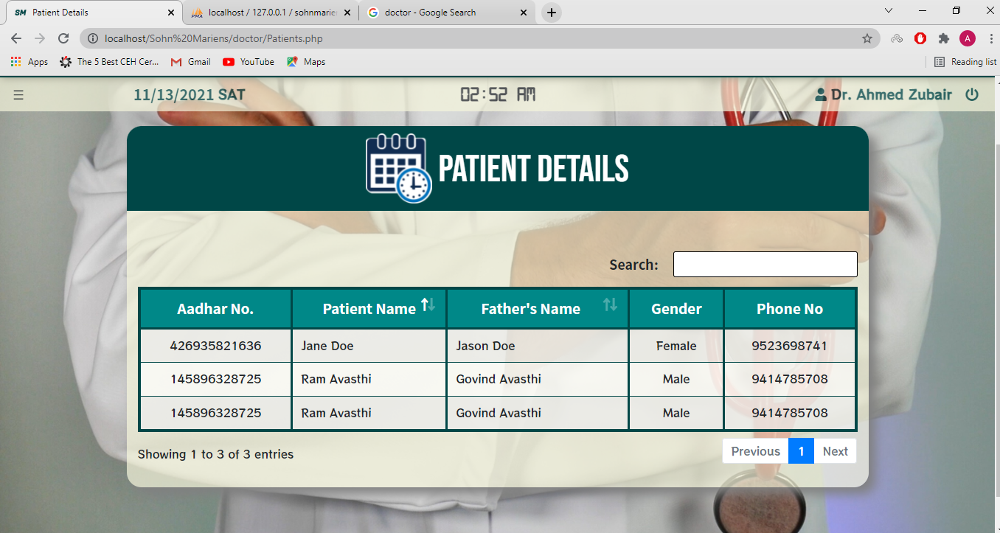 SM Patient Details
localhost / 127.0.0.1 / sohnmarie
doctor - Google Search
localhost/Sohn%20Mariens/doctor/Patients.php
A
Apps
The 5 Best CEH Cer...
Gmail
YouTube
Maps
Reading list
11/13/2021 SAT
02:52 AM
Dr. Ahmed Zubair
PATIENT DETAILS
Search:
Aadhar No. Patient Name Father's Name Gender Phone No
426935821636 Jane Doe Jason Doe Female 9523698741
145896328725 Ram Avasthi Govind Avasthi Male 9414785708
145896328725 Ram Avasthi Govind Avasthi Male 9414785708
Showing 1 to 3 of 3 entries
Previous 1 Next